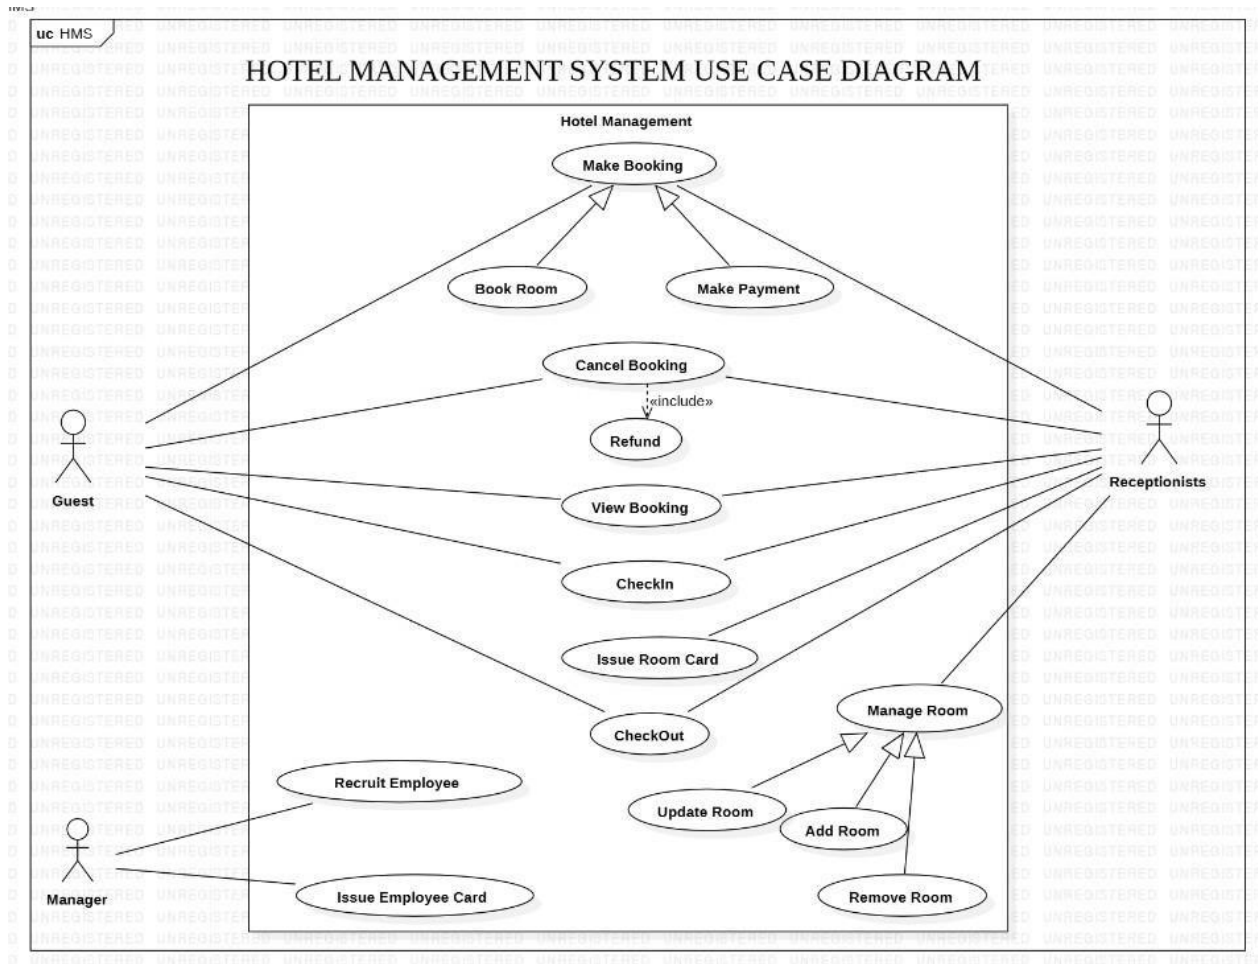 HMS
uc HMS
HOTEL MANAGEMENT SYSTEM USE CASE DIAGRAM
Hotel Management
Make Booking
Book Room
Make Payment
Cancel Booking
«include»
Refund
Guest
Receptionists
View Booking
CheckIn
Issue Room Card
Manage Room
CheckOut
Recruit Employee
Update Room
Add Room
Manager
Issue Employee Card
Remove Room
UNREGISTERED